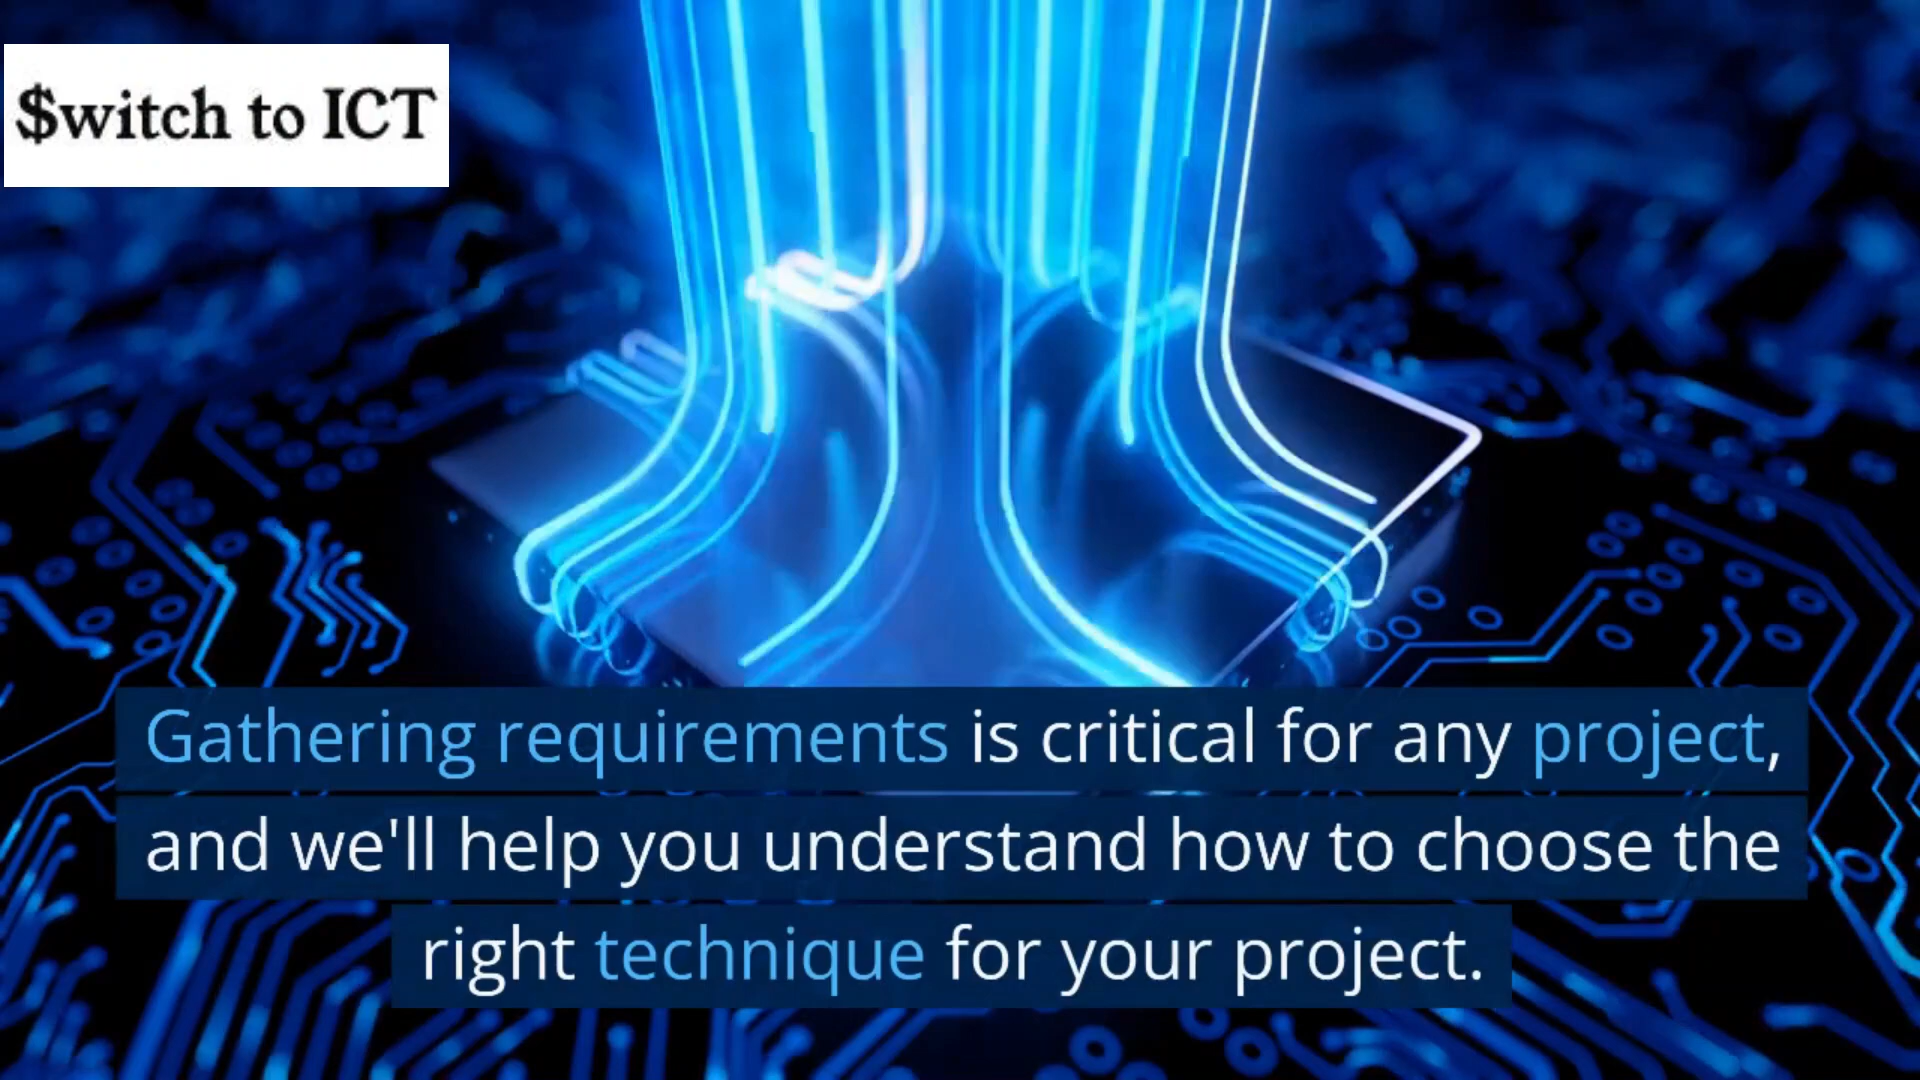 $witch to ICT
Gathering requirements is critical for any project,
and we'll help you understand how to choose the
right technique for your project.